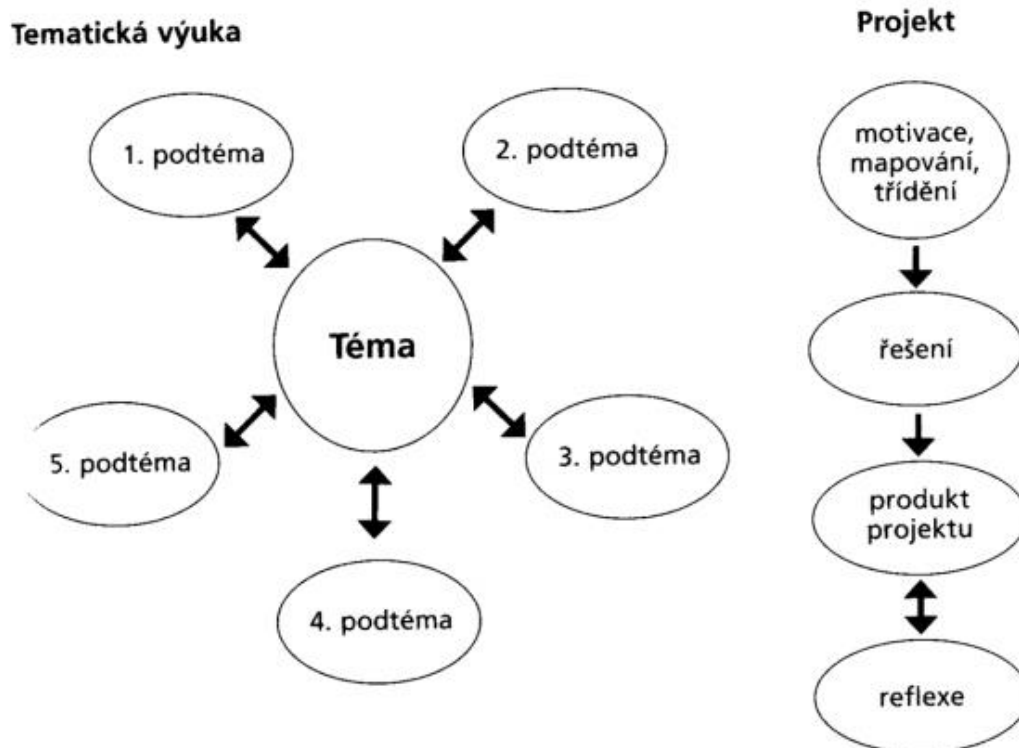 Tematická výuka
1. podtéma
2. podtéma
Téma
5. podtéma
3. podtéma
4. podtéma
Projekt
motivace,
mapování,
třídění
řešení
produkt
projektu
reflexe